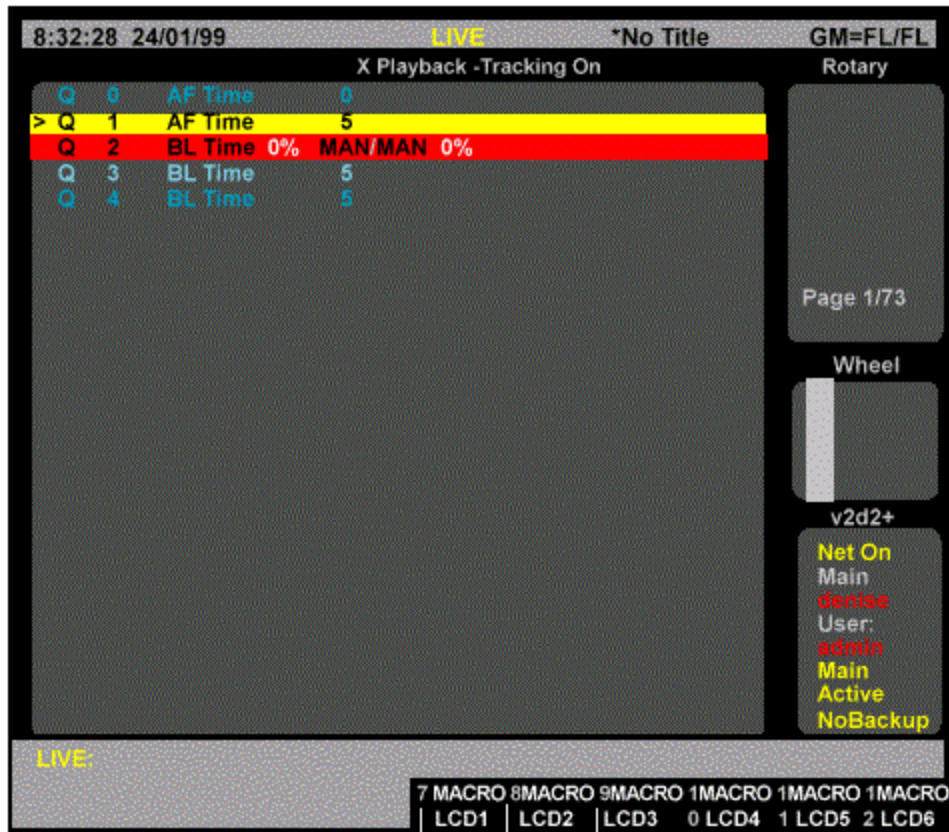 8:32:28 24/01/99 LIVE *No Title GM=FL/FL
X Playback -Tracking On Rotary
Q 0 AF Time 0
> Q 1 AF Time 5
Q 2 BL Time 0% MAN/MAN 0%
Q 3 BL Time 5
Q 4 BL Time 5
Page 1/73
Wheel
v2d2+
Net On
Main
denise
User:
admin
Main
Active
NoBackup
LIVE:
7 MACRO 8MACRO 9MACRO 1MACRO 1MACRO 1MACRO
LCD1 LCD2 LCD3 0 LCD4 1 LCD5 2 LCD6